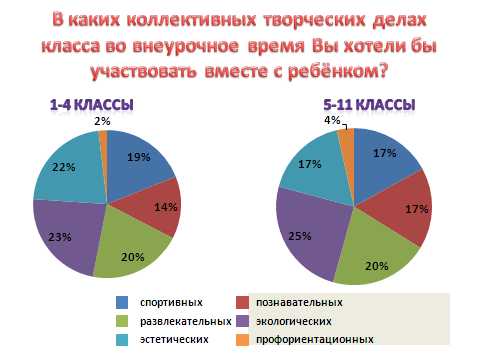 В каких коллективных творческих делах
класса во внеурочное время Вы хотели бы
участвовать вместе с ребёнком?
1-4 КЛАССЫ
5-11 КЛАССЫ
2%
19%
22%
14%
23%
20%
4%
17%
17%
17%
25%
20%
спортивных
познавательных
развлекательных
экологических
эстетических
профориентационных